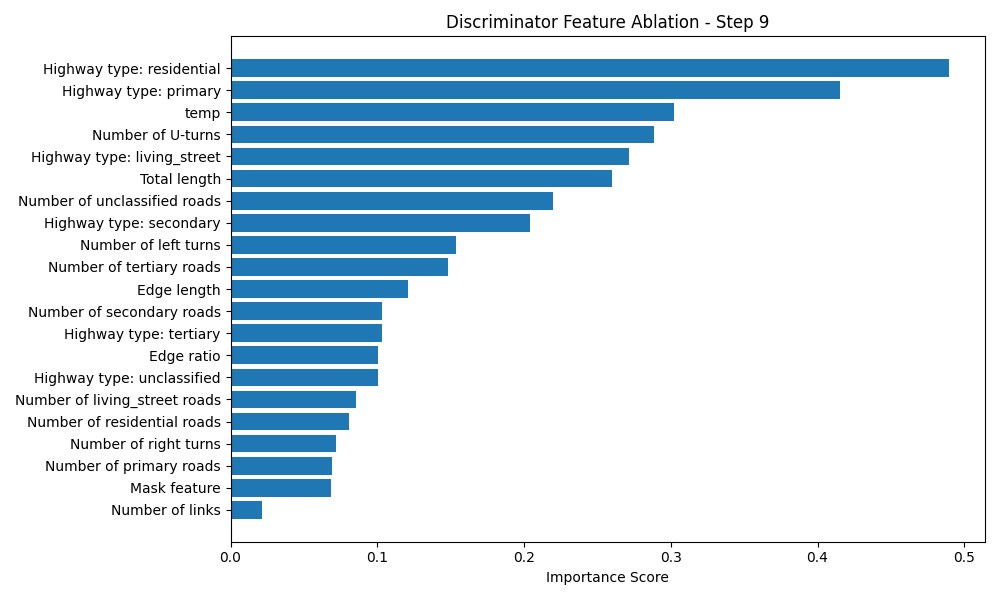 Discriminator Feature Ablation - Step 9
Highway type: residential
Highway type: primary
temp
Number of U-turns
Highway type: living_street
Total length
Number of unclassified roads
Highway type: secondary
Number of left turns
Number of tertiary roads
Edge length
Number of secondary roads
Highway type: tertiary
Edge ratio
Highway type: unclassified
Number of living_street roads
Number of residential roads
Number of right turns
Number of primary roads
Mask feature
Number of links
0.0 0.1 0.2 0.3 0.4 0.5
Importance Score